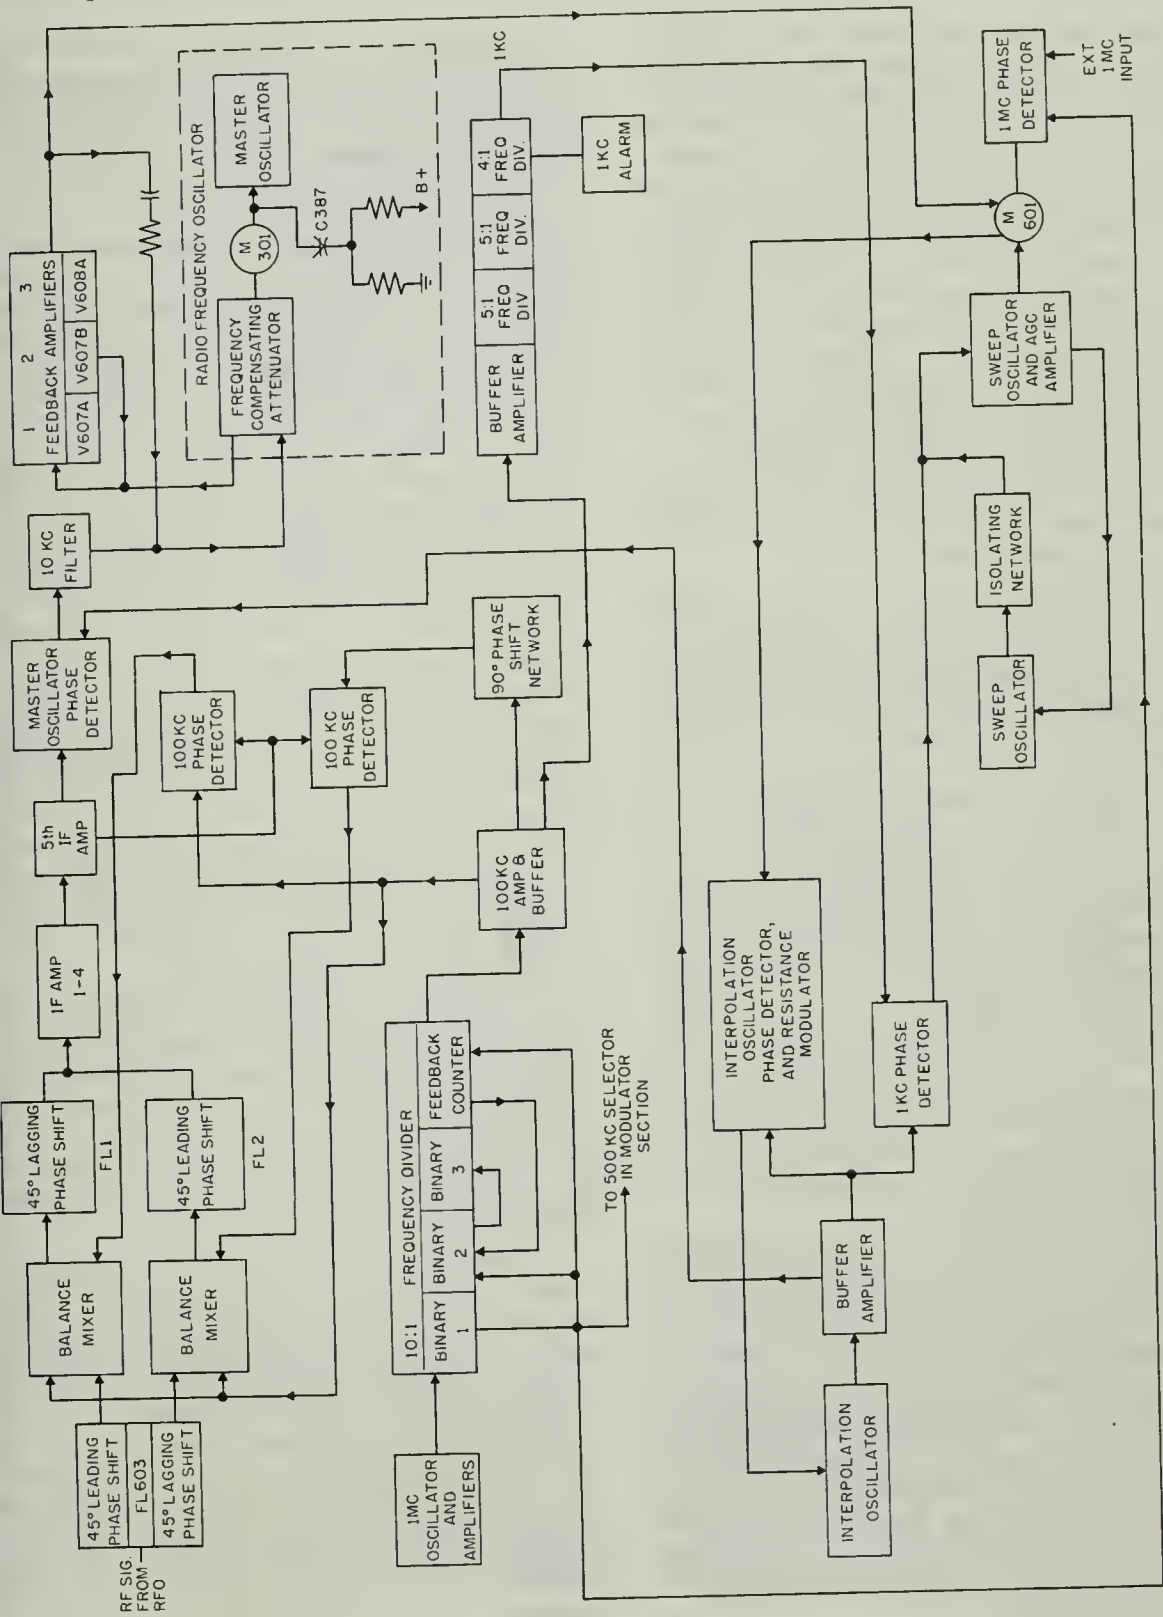 RF SIG.
FROM
RFO
45° LEADING
PHASE SHIFT
FL603
45° LAGGING
PHASE SHIFT
BALANCE
MIXER
BALANCE
MIXER
45° LAGGING
PHASE SHIFT
FL1
45° LEADING
PHASE SHIFT
FL2
IF AMP
1-4
5th
IF
AMP
MASTER
OSCILLATOR
PHASE
DETECTOR
10 KC
FILTER
1 2 3
FEEDBACK AMPLIFIERS
V607A V607B V608A
100KC
PHASE
DETECTOR
100 KC
PHASE
DETECTOR
90° PHASE
SHIFT
NETWORK
RADIO FREQUENCY OSCILLATOR
FREQUENCY
COMPENSATING
ATTENUATOR
M
301
MASTER
OSCILLATOR
C387
B+
1MC
OSCILLATOR
AND
AMPLIFIERS
10:1 FREQUENCY DIVIDER
BINARY
1
BINARY
2
BINARY
3
FEEDBACK
COUNTER
100KC
AMP &
BUFFER
BUFFER
AMPLIFIER
5:1
FREQ
DIV
5:1
FREQ
DIV.
4:1
FREQ
DIV.
1KC
1KC
ALARM
TO 500KC SELECTOR
IN MODULATOR
SECTION
INTERPOLATION
OSCILLATOR
BUFFER
AMPLIFIER
INTERPOLATION
OSCILLATOR
PHASE DETECTOR,
AND RESISTANCE
MODULATOR
1KC PHASE
DETECTOR
SWEEP
OSCILLATOR
ISOLATING
NETWORK
SWEEP
OSCILLATOR
AND AGC
AMPLIFIER
M
601
1MC PHASE
DETECTOR
EXT
1MC
INPUT